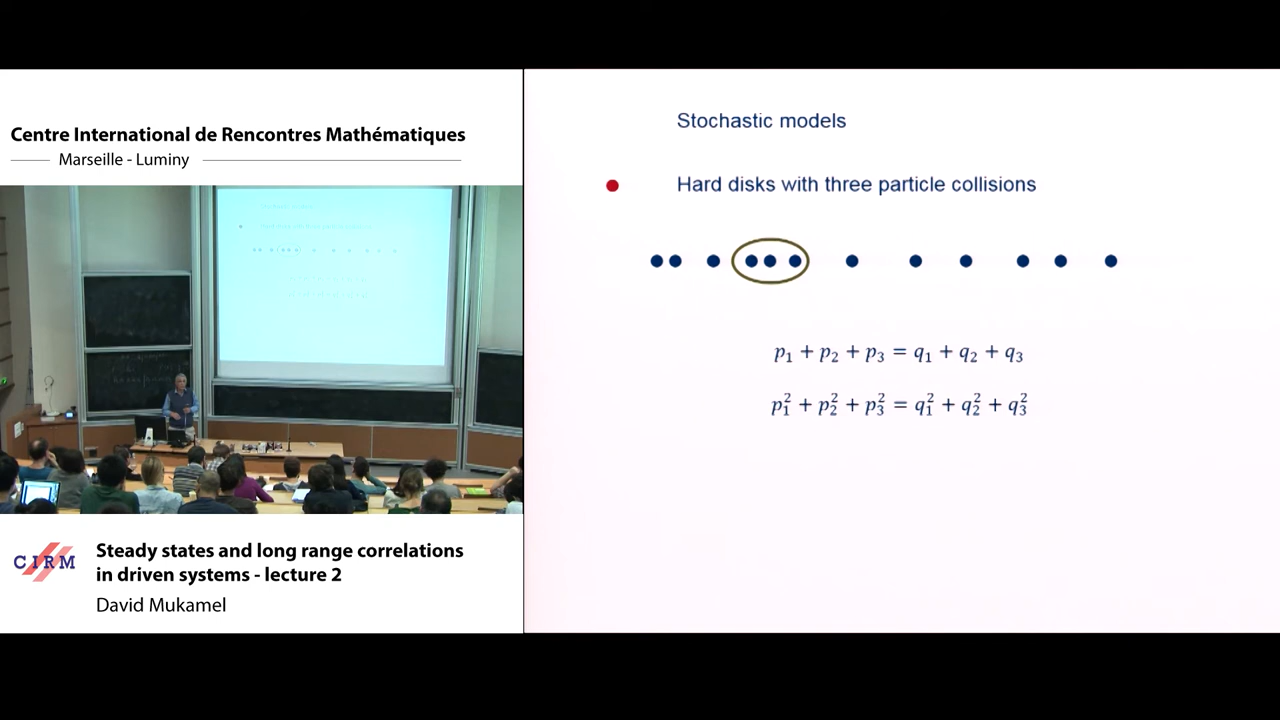 Centre International de Rencontres Mathématiques
Marseille - Luminy
CIRM
Steady states and long range correlations
in driven systems - lecture 2
David Mukamel
Stochastic models
Hard disks with three particle collisions
p₁ + p₂ + p₃ = q₁ + q₂ + q₃
p₁² + p₂² + p₃² = q₁² + q₂² + q₃²